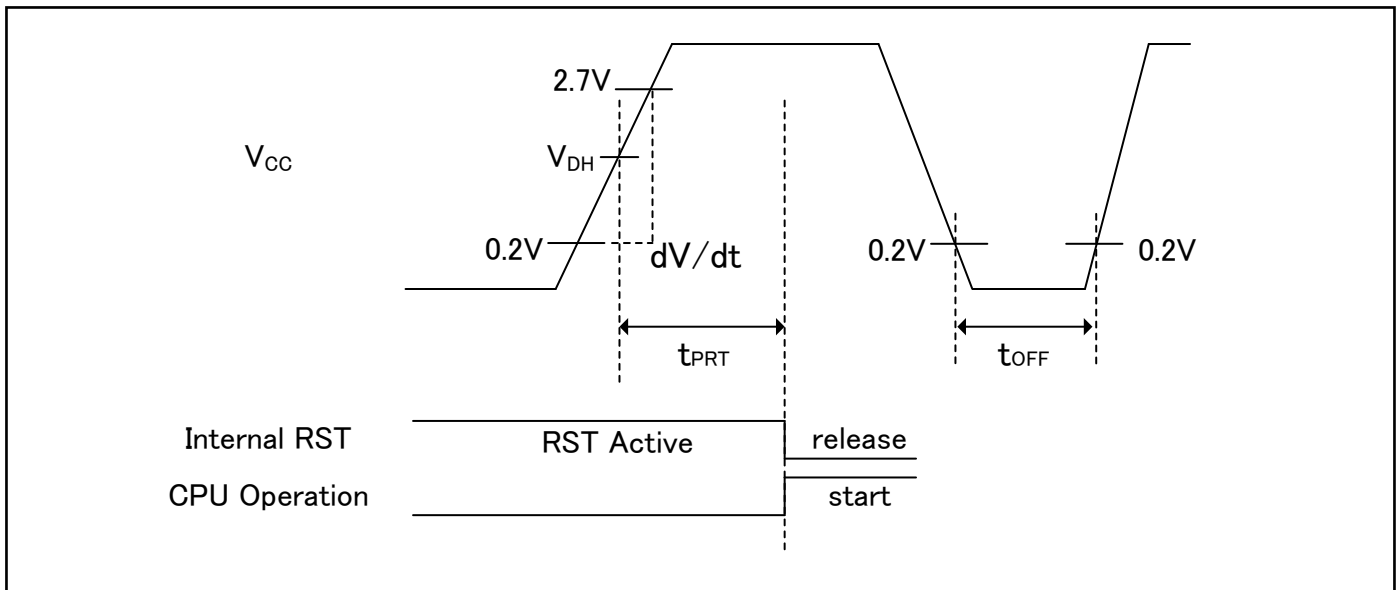 2.7V
VCC
VDH
0.2V
dV/dt
0.2V
0.2V
tPRT
tOFF
Internal RST
RST Active
release
CPU Operation
start